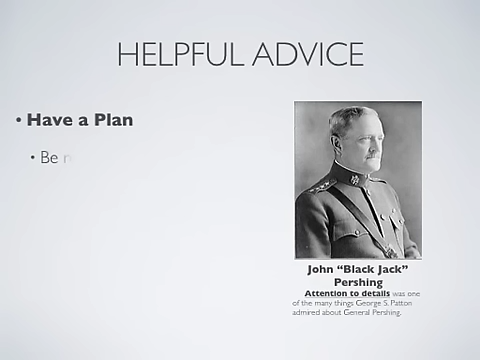 HELPFUL ADVICE
• Have a Plan
• Be
John “Black Jack”
Pershing
Attention to details was one
of the many things George S. Patton
admired about General Pershing.